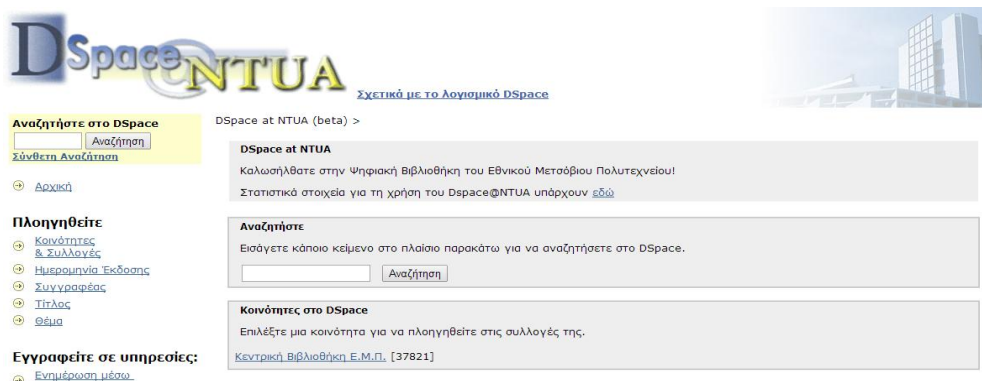 DSpace@NTUA
Σχετικά με το λογισμικό DSpace
Αναζητήστε στο DSpace
Αναζήτηση
Σύνθετη Αναζήτηση
Αρχική
Πλοηγηθείτε
Κοινότητες
& Συλλογές
Ημερομηνία Έκδοσης
Συγγραφέας
Τίτλος
Θέμα
Εγγραφείτε σε υπηρεσίες:
Ενημέρωση μέσω
DSpace at NTUA (beta) >
DSpace at NTUA
Καλωσήλθατε στην Ψηφιακή Βιβλιοθήκη του Εθνικού Μετσόβιου Πολυτεχνείου!
Στατιστικά στοιχεία για τη χρήση του Dspace@NTUA υπάρχουν εδώ
Αναζητήστε
Εισάγετε κάποιο κείμενο στο πλαίσιο παρακάτω για να αναζητήσετε στο DSpace.
Αναζήτηση
Κοινότητες στο DSpace
Επιλέξτε μια κοινότητα για να πλοηγηθείτε στις συλλογές της.
Κεντρική Βιβλιοθήκη Ε.Μ.Π. [37821]